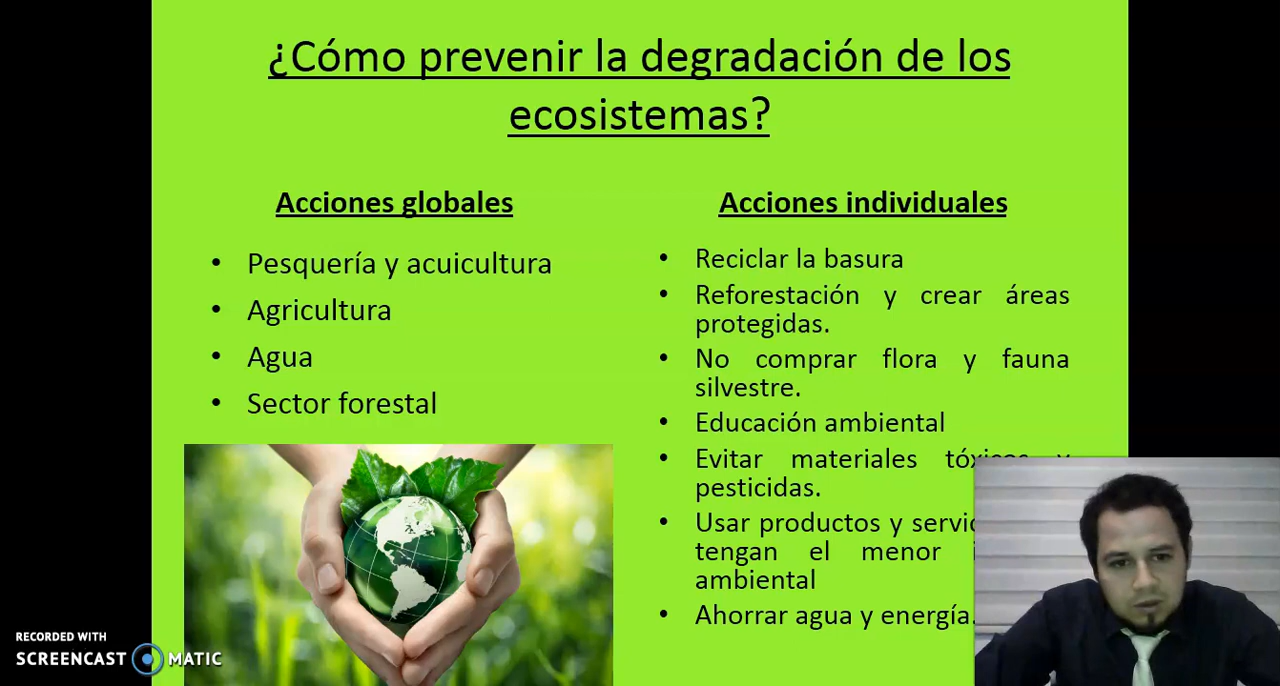 ¿Cómo prevenir la degradación de los
ecosistemas?
Acciones globales
• Pesquería y acuicultura
• Agricultura
• Agua
• Sector forestal
Acciones individuales
• Reciclar la basura
• Reforestación y crear áreas
protegidas.
• No comprar flora y fauna
silvestre.
• Educación ambiental
• Evitar materiales tóxicos y
pesticidas.
• Usar productos y
tengan el menor
ambiental
• Ahorrar agua y energía.
RECORDED WITH
SCREENCAST MATIC